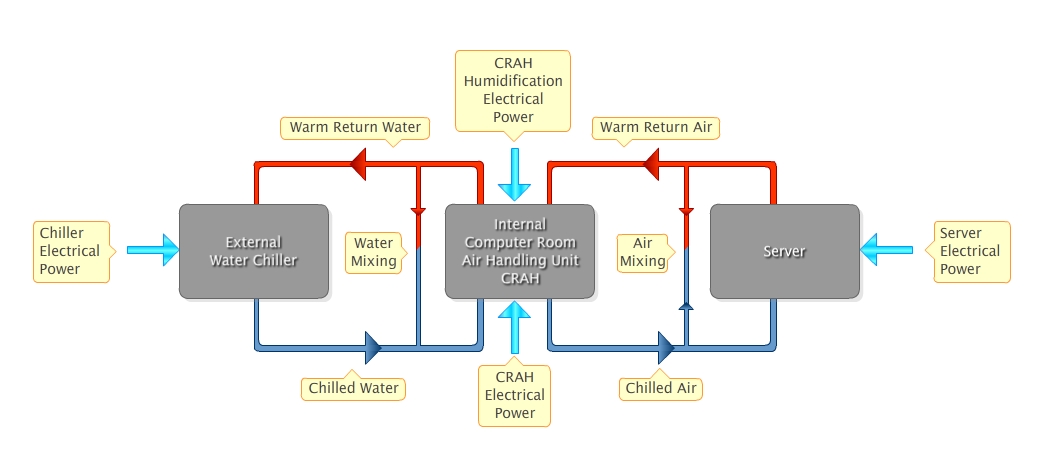 CRAH
Humidification
Electrical
Power
Warm Return Water
Warm Return Air
Chiller
Electrical
Power
External
Water Chiller
Water
Mixing
Internal
Computer Room
Air Handling Unit
CRAH
Air
Mixing
Server
Server
Electrical
Power
Chilled Water
CRAH
Electrical
Power
Chilled Air